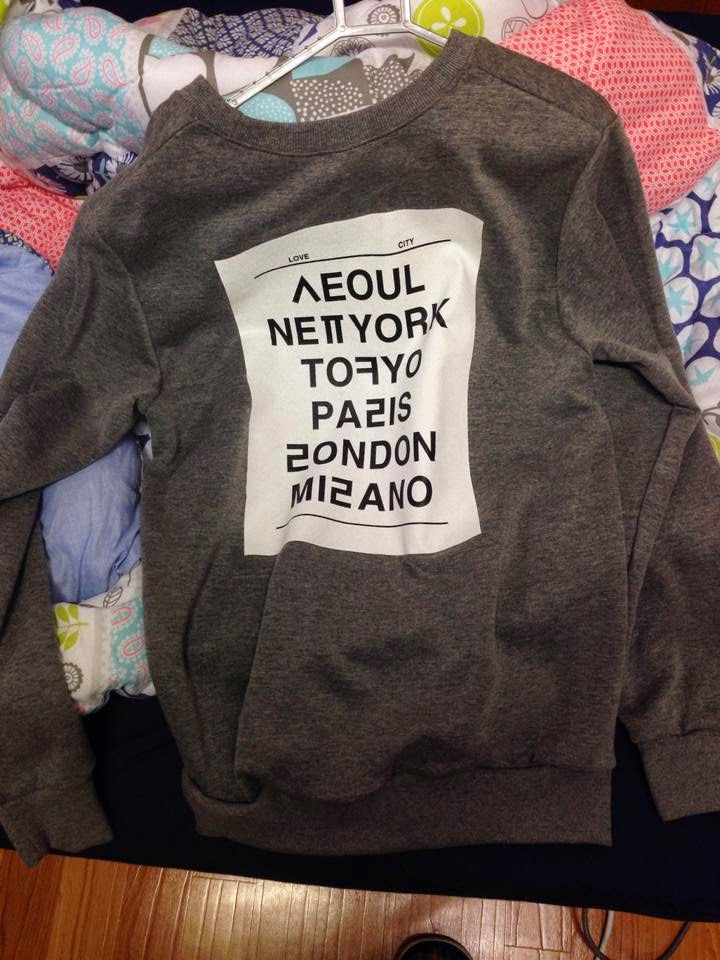 LOVE CITY
ㅅEOUL
NEㅠYORK
TOㅋYO
PAㄹIS
ㄹONDON
MIㄹANO